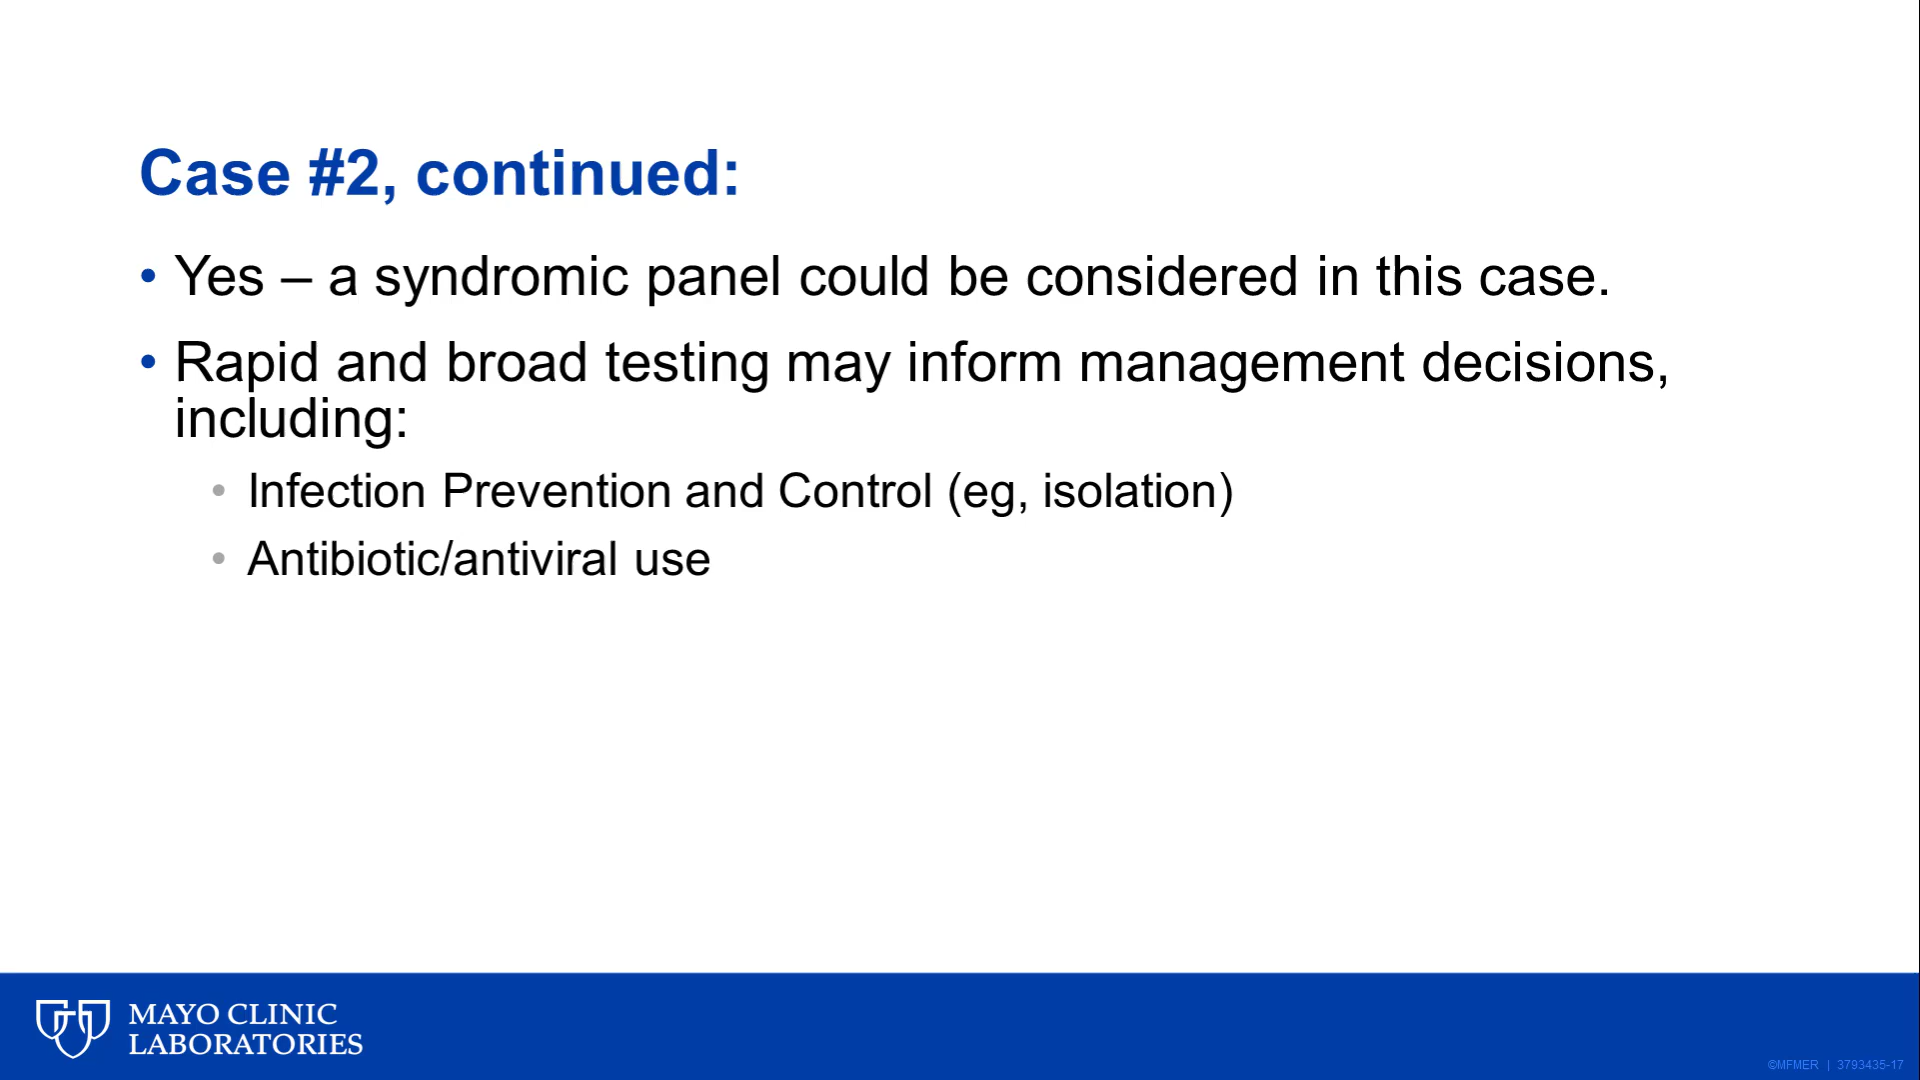 Case #2, continued:
• Yes – a syndromic panel could be considered in this case.
• Rapid and broad testing may inform management decisions,
including:
• Infection Prevention and Control (eg, isolation)
• Antibiotic/antiviral use
MAYO CLINIC
LABORATORIES
©MFMER | 3793435-17